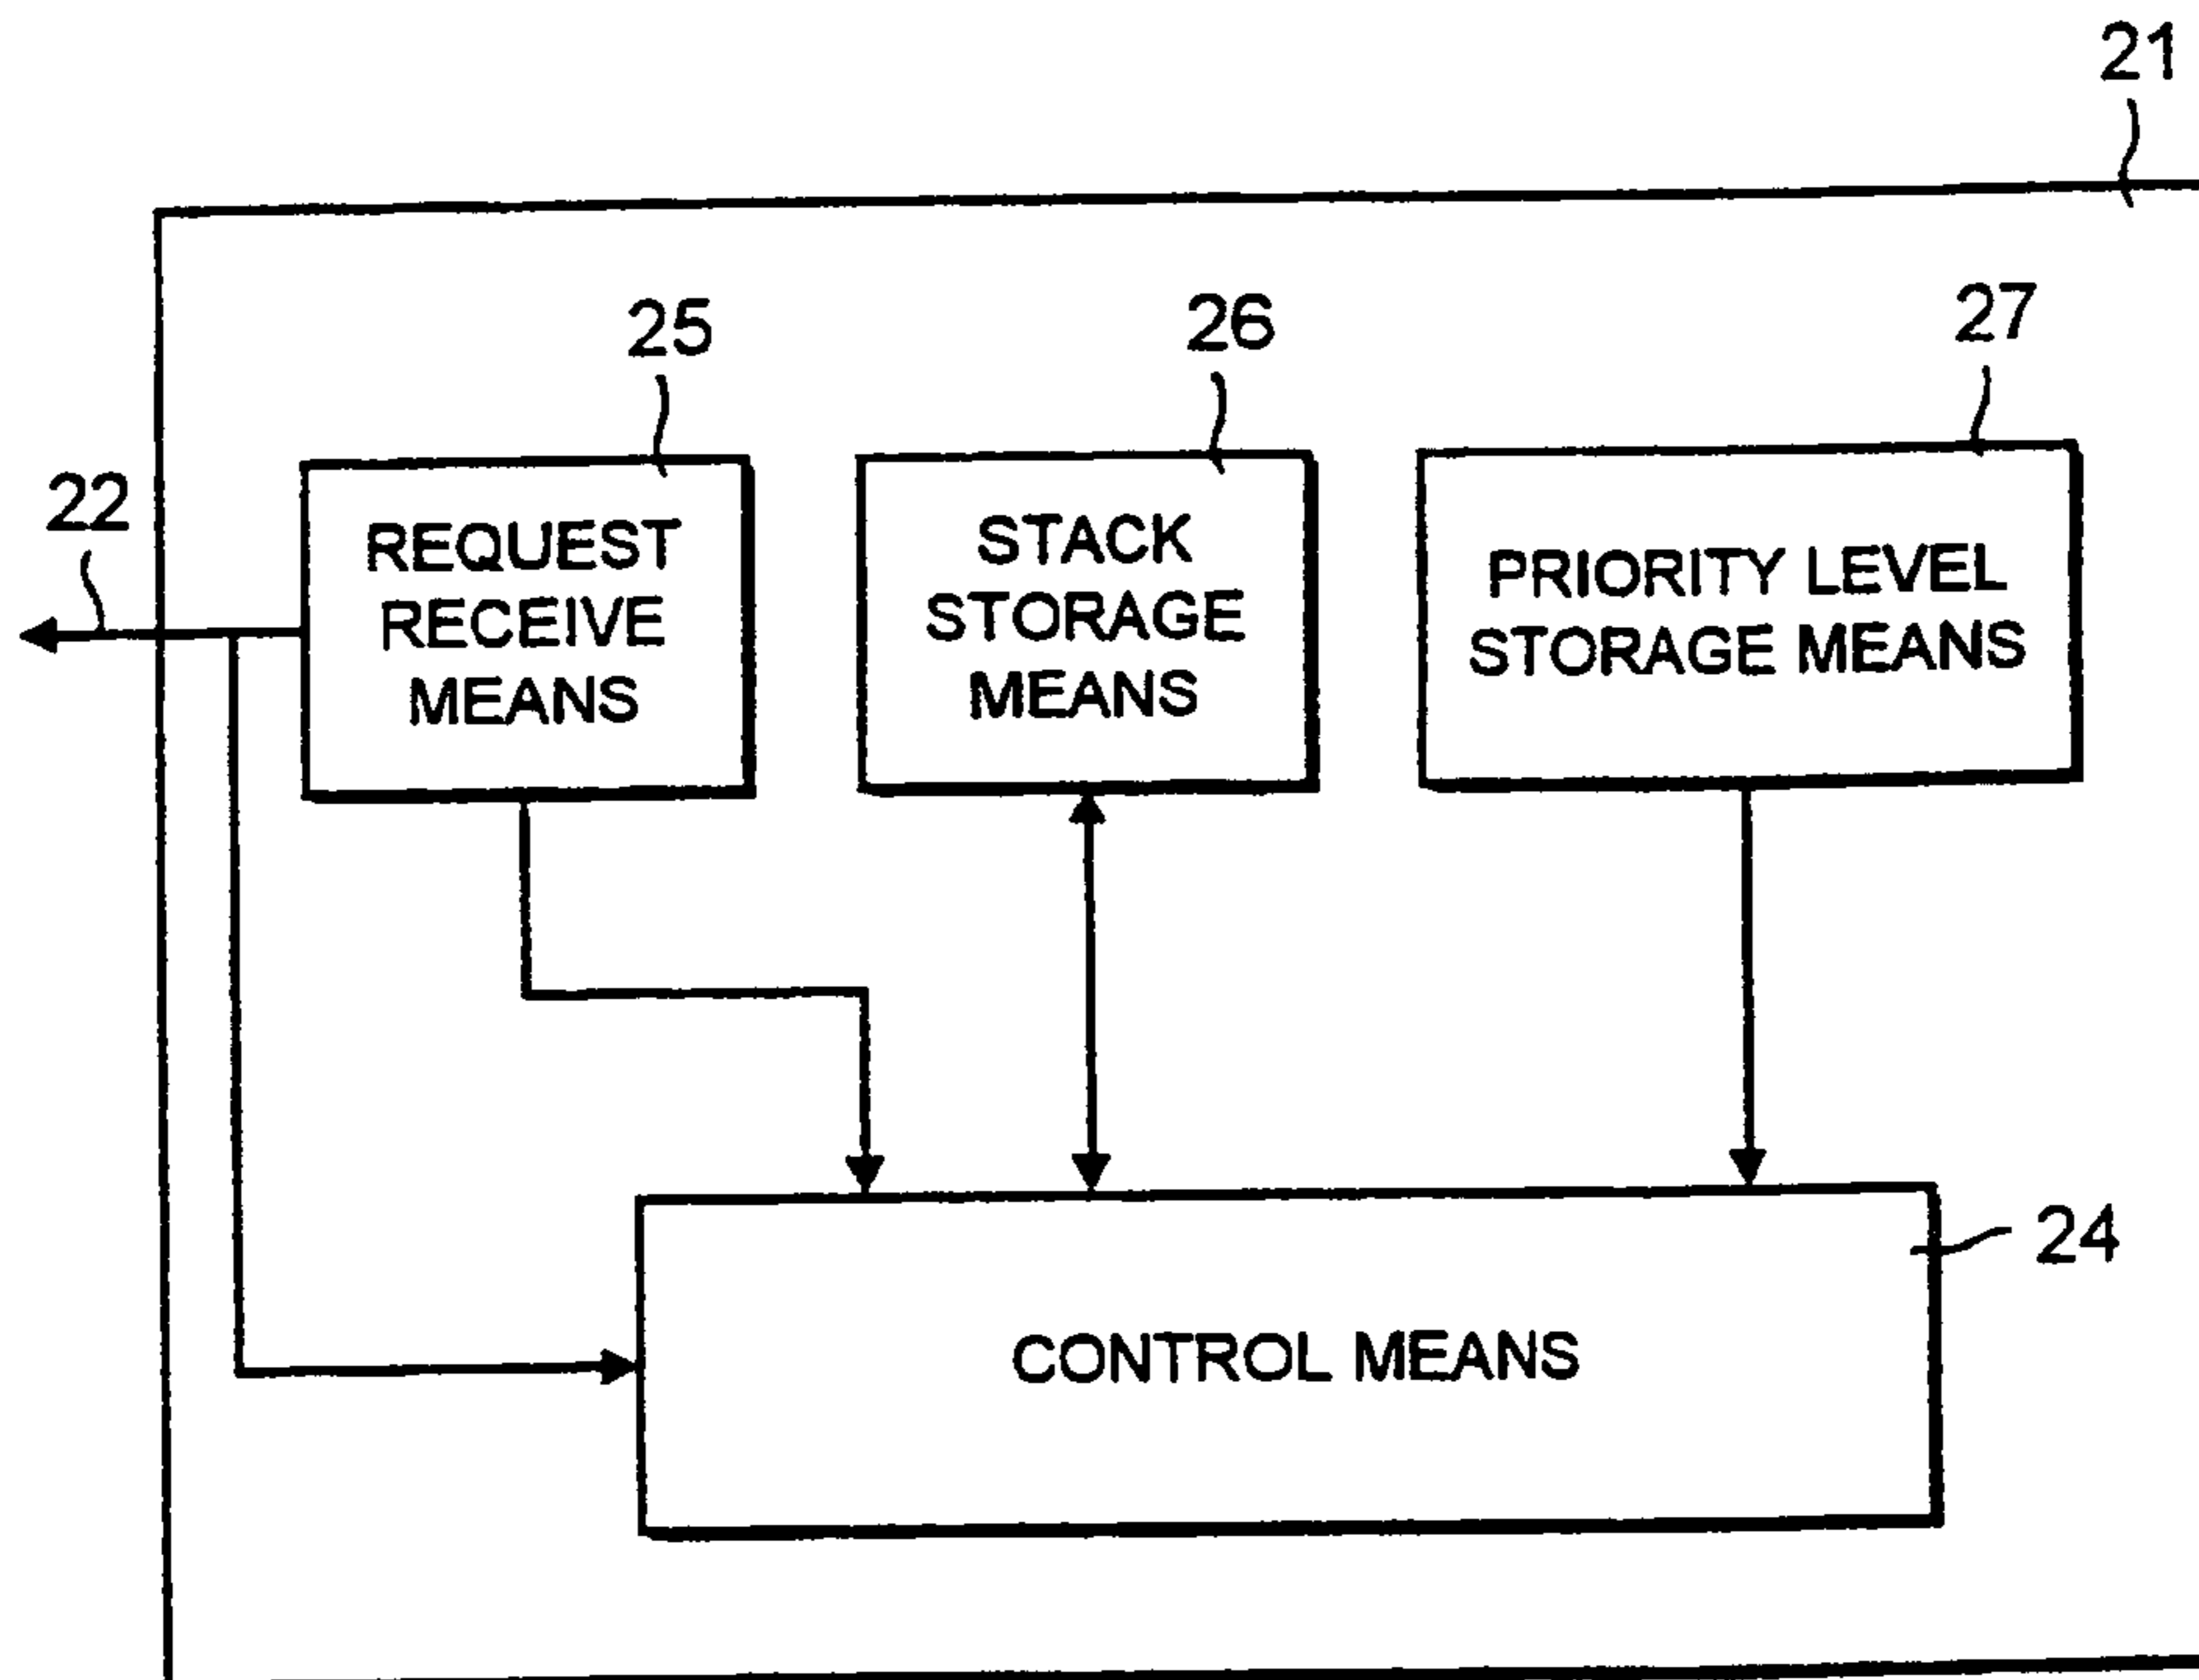 21
25
26
27
22
REQUEST
RECEIVE
MEANS
STACK
STORAGE
MEANS
PRIORITY LEVEL
STORAGE MEANS
24
CONTROL MEANS